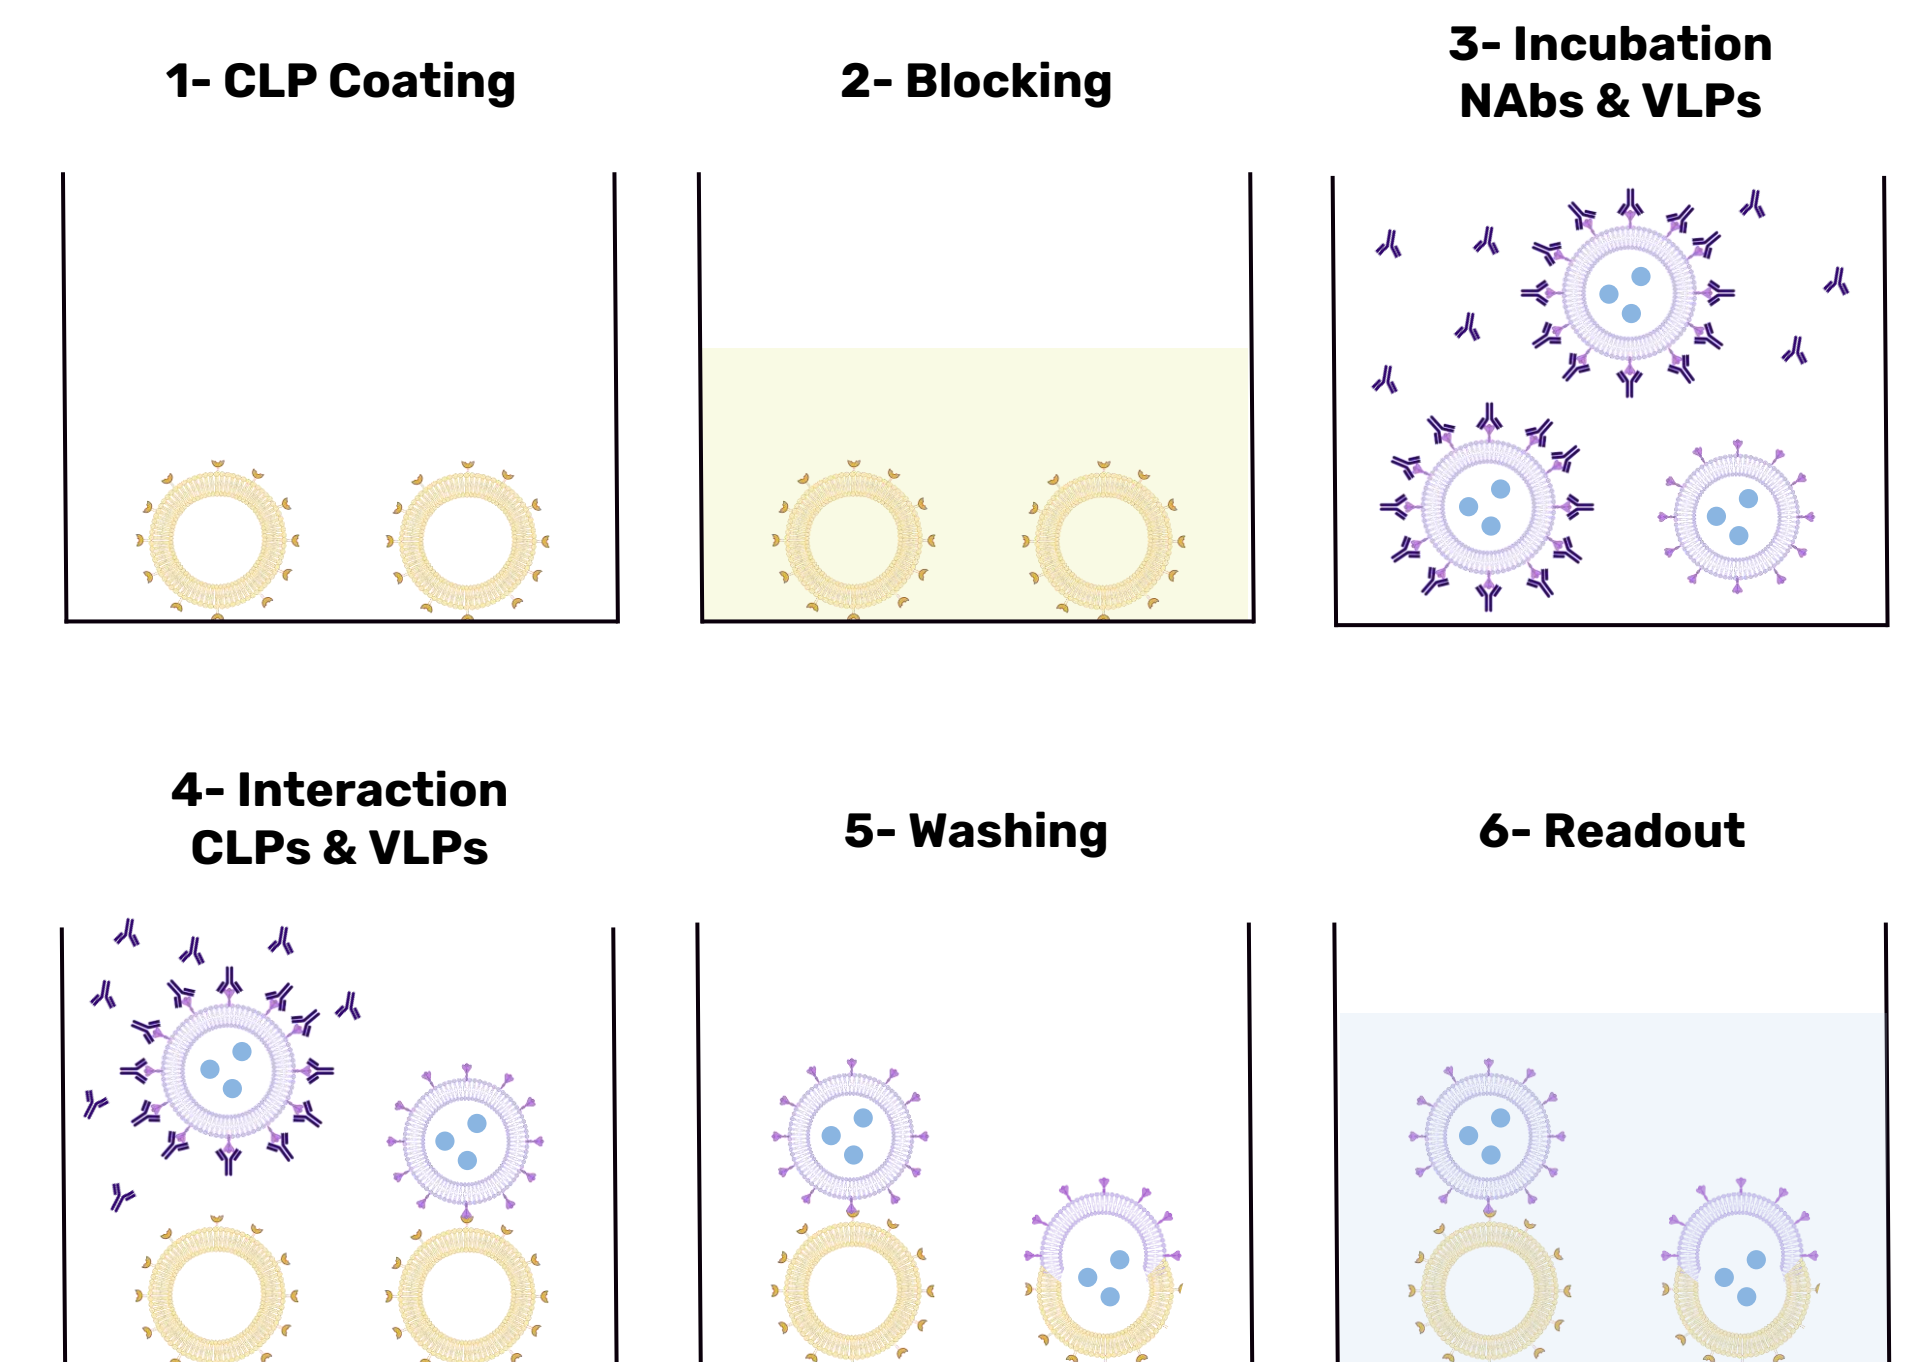 1- CLP Coating
2- Blocking
3- Incubation
NAbs & VLPs
4- Interaction
CLPs & VLPs
5- Washing
6- Readout